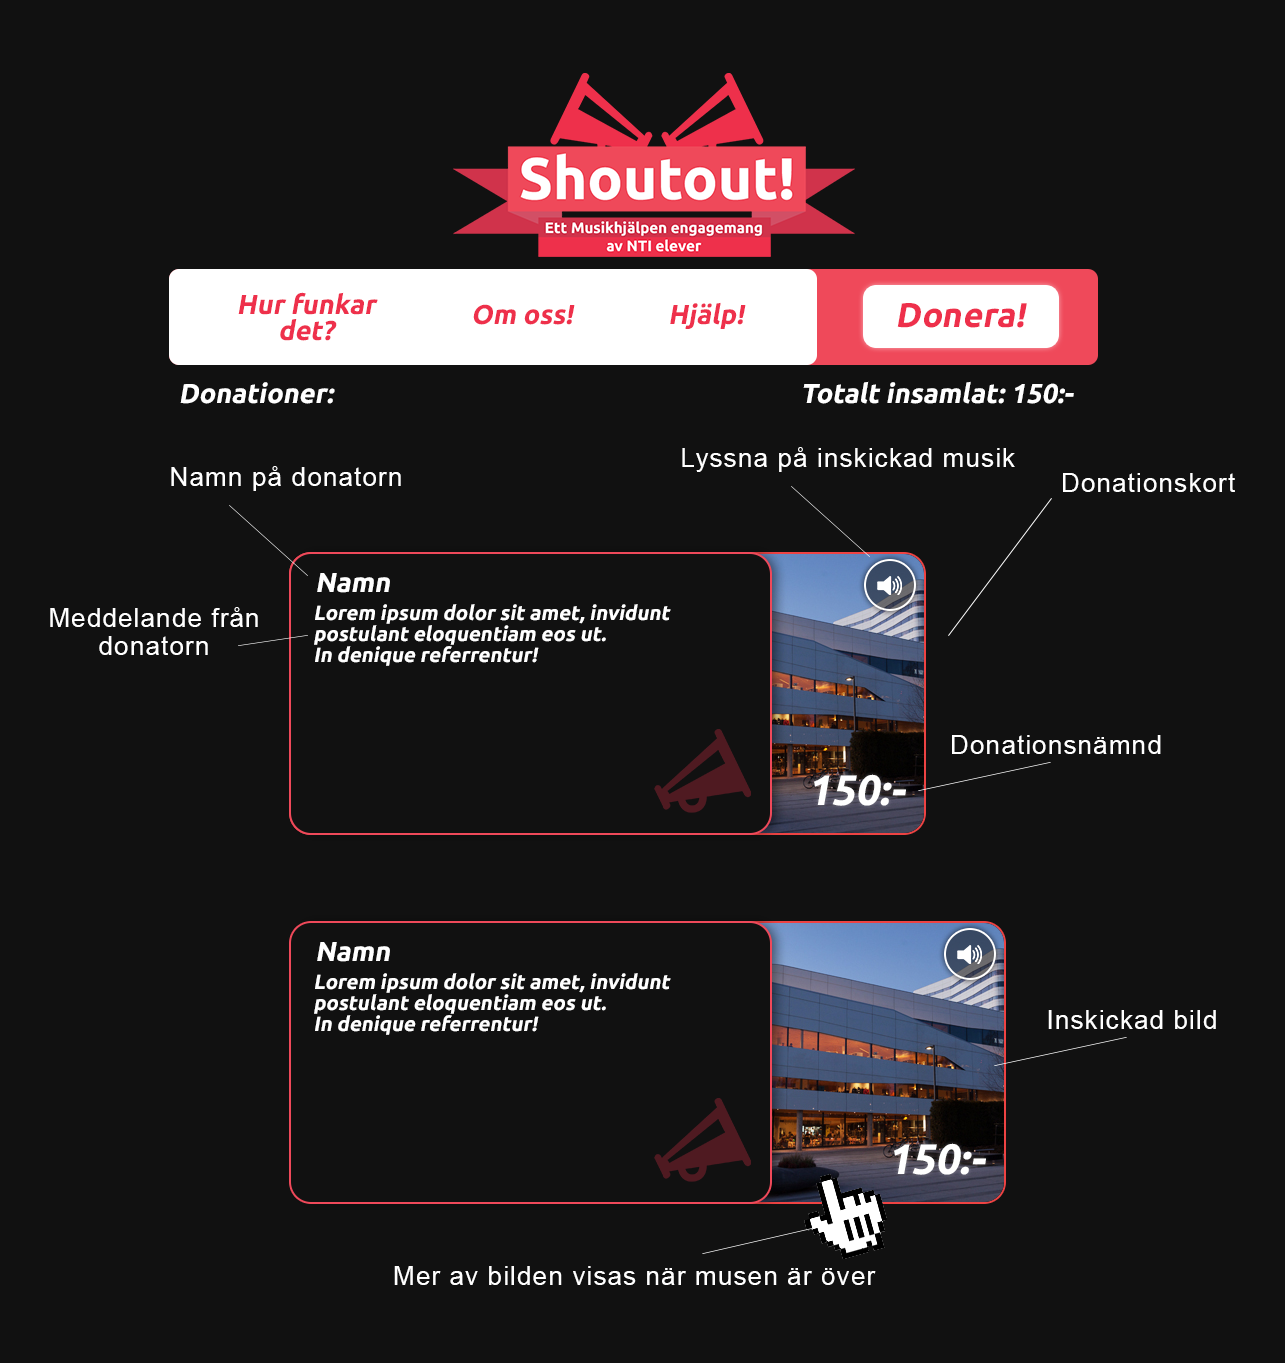 Shoutout!
Ett Musikhjälpen engagemang
av NTI elever
Hur funkar
det?
Om oss!
Hjälp!
Donera!
Donationer:
Totalt insamlat: 150:-
Lyssna på inskickad musik
Namn på donatorn
Donationskort
Namn
Lorem ipsum dolor sit amet, invidunt
postulant eloquentiam eos ut.
In denique referrentur!
Meddelande från
donatorn
Donationsnämnd
150:-
Namn
Lorem ipsum dolor sit amet, invidunt
postulant eloquentiam eos ut.
In denique referrentur!
Inskickad bild
150:-
Mer av bilden visas när musen är över